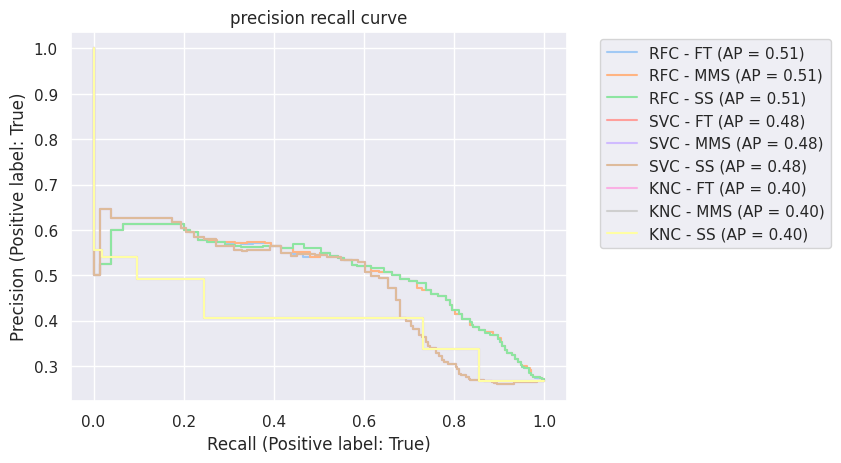 precision recall curve
1.0
0.9
0.8
0.7
0.6
0.5
0.4
0.3
Precision (Positive label: True)
0.0 0.2 0.4 0.6 0.8 1.0
Recall (Positive label: True)
RFC - FT (AP = 0.51)
RFC - MMS (AP = 0.51)
RFC - SS (AP = 0.51)
SVC - FT (AP = 0.48)
SVC - MMS (AP = 0.48)
SVC - SS (AP = 0.48)
KNC - FT (AP = 0.40)
KNC - MMS (AP = 0.40)
KNC - SS (AP = 0.40)